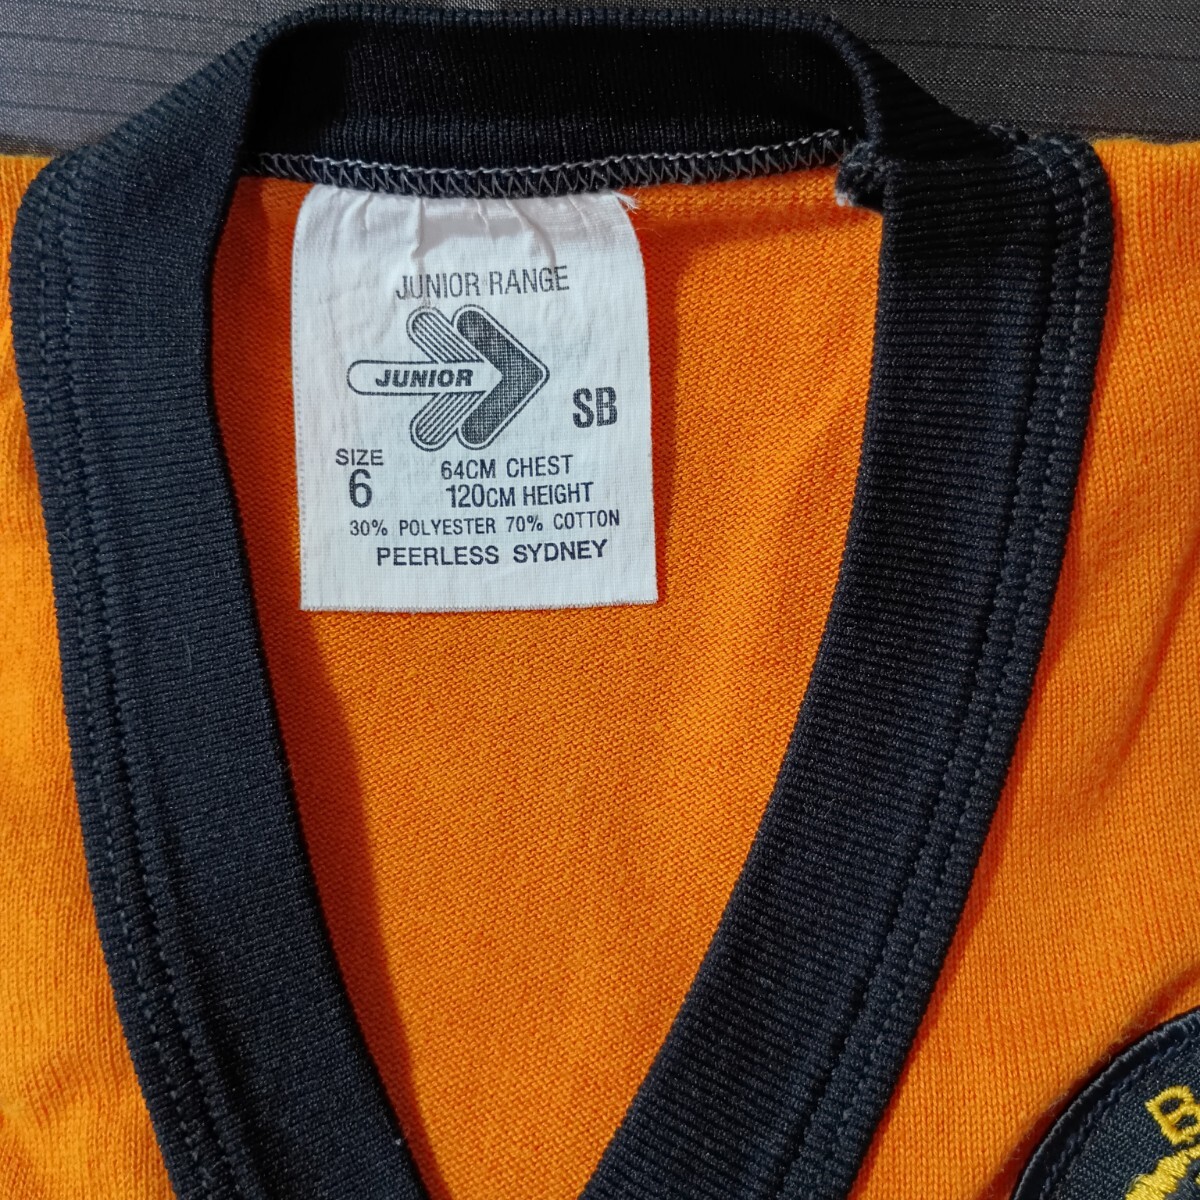 JUNIOR RANGE
JUNIOR
SB
SIZE
6
64CM CHEST
120CM HEIGHT
30% POLYESTER 70% COTTON
PEERLESS SYDNEY
B